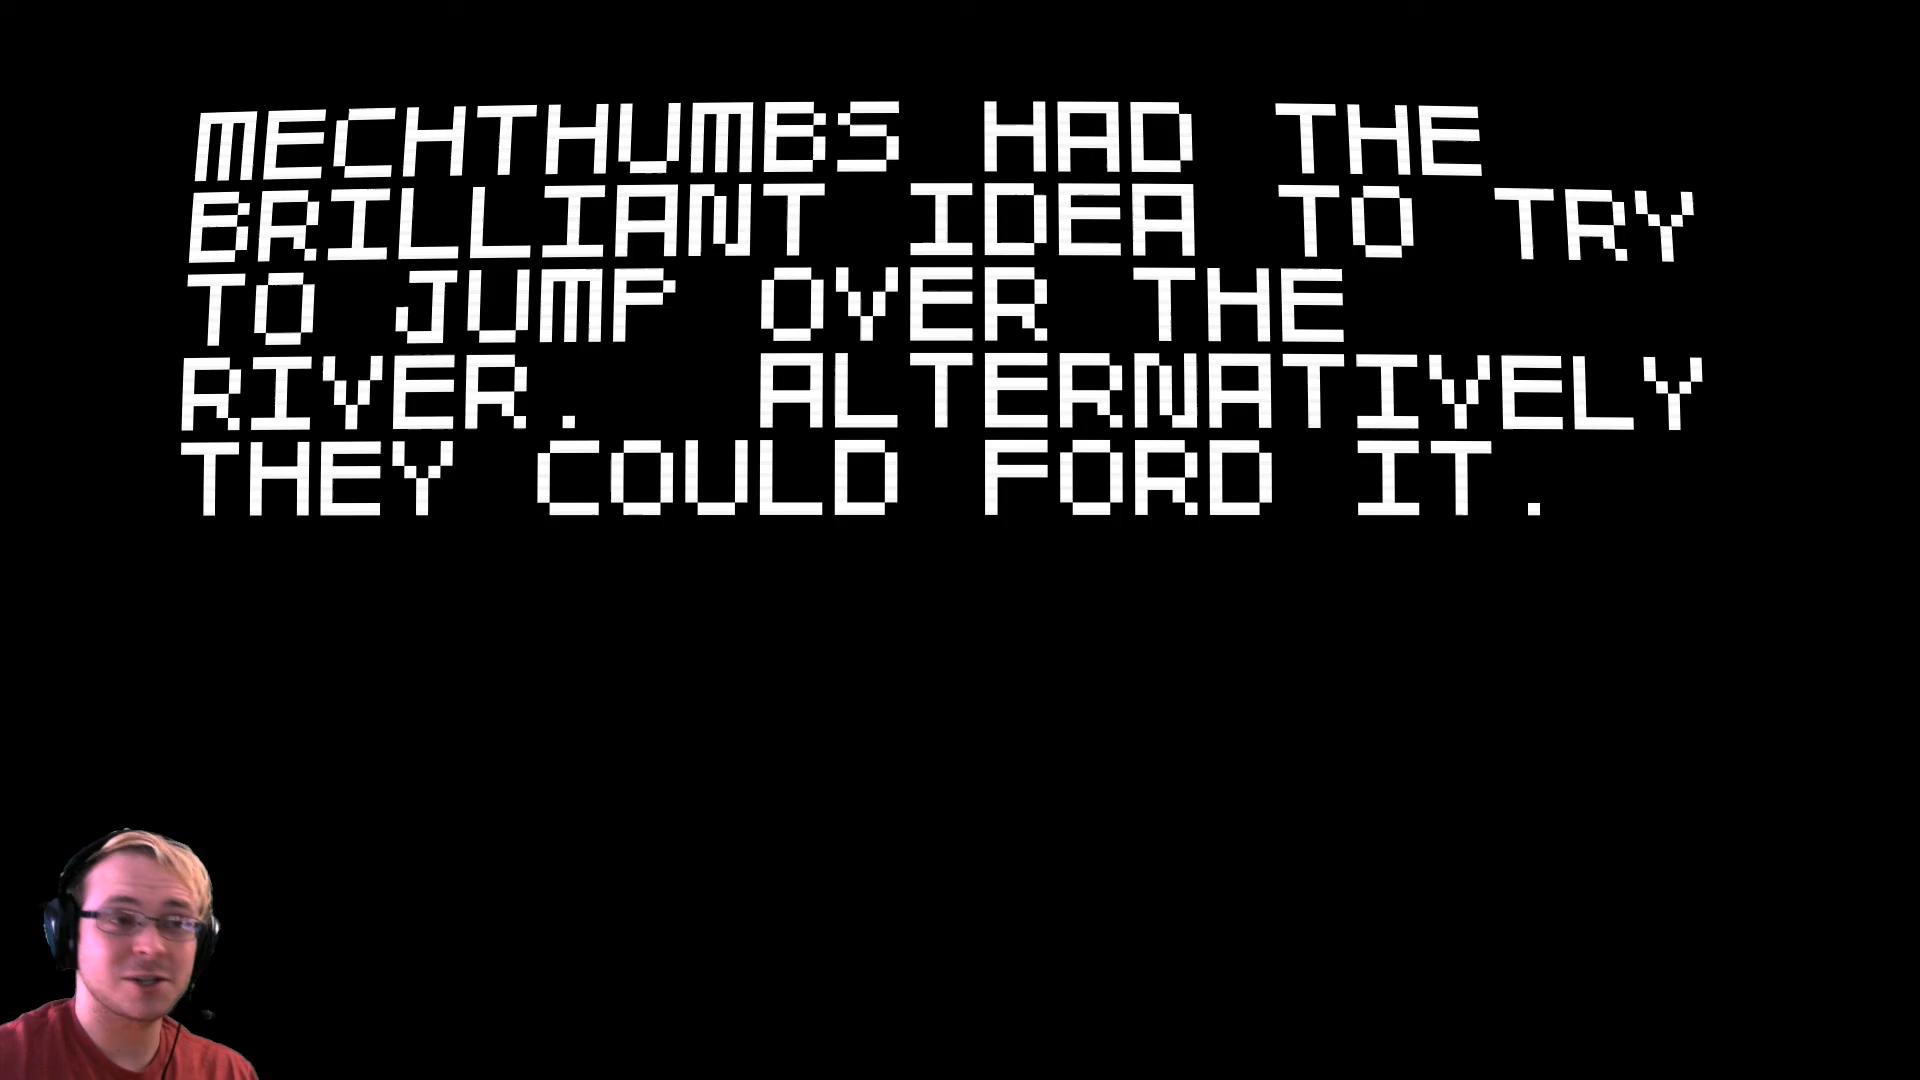 MECHTHUMBS HAD THE
BRILLIANT IDEA TO TRY
TO JUMP OVER THE
RIVER.  ALTERNATIVELY
THEY COULD FORD IT.